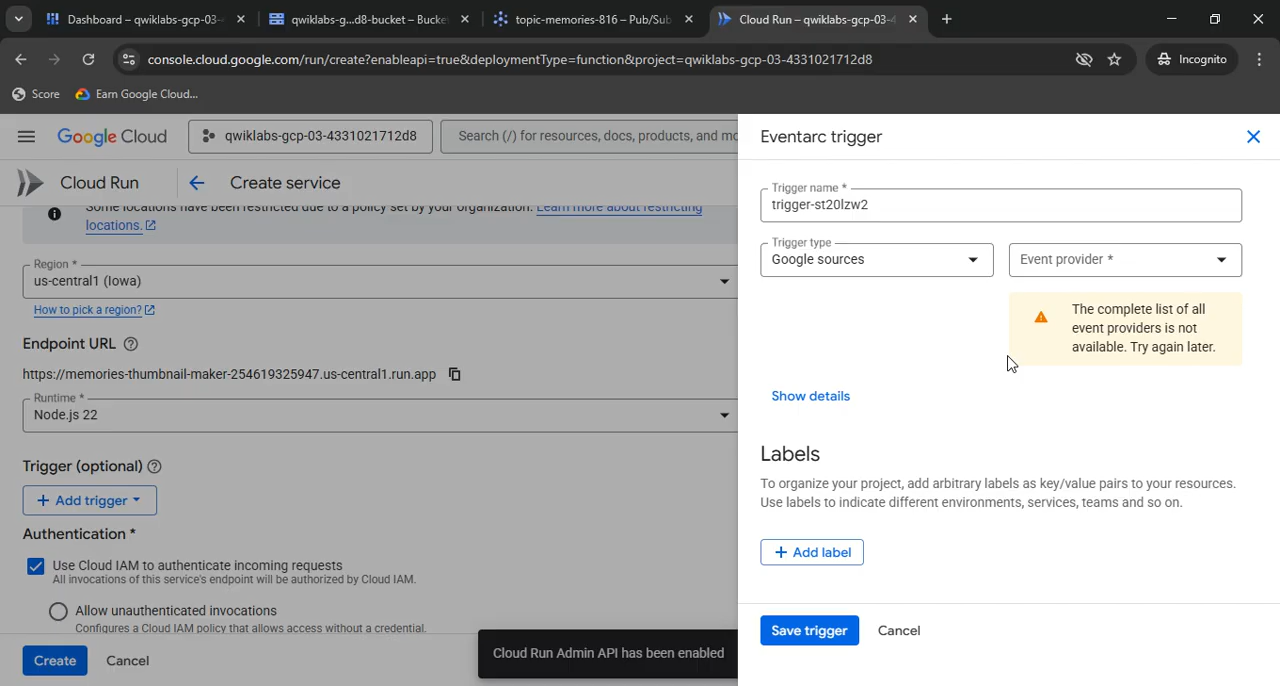 Dashboard – qwiklabs-gcp-03-
qwiklabs-g...d8-bucket – Bucke
topic-memories-816 – Pub/Sub
Cloud Run – qwiklabs-gcp-03-4
console.cloud.google.com/run/create?enableapi=true&deploymentType=function&project=qwiklabs-gcp-03-4331021712d8
Incognito
Score
Earn Google Cloud...
Google Cloud
qwiklabs-gcp-03-4331021712d8
Search (/) for resources, docs, products, and mo
Cloud Run
Create service
Some locations have been restricted due to a policy set by your organization. Learn more about restricting
locations.
Region *
us-central1 (Iowa)
How to pick a region?
Endpoint URL
https://memories-thumbnail-maker-254619325947.us-central1.run.app
Runtime *
Node.js 22
Trigger (optional)
+ Add trigger
Authentication *
Use Cloud IAM to authenticate incoming requests
All invocations of this service's endpoint will be authorized by Cloud IAM.
Allow unauthenticated invocations
Configures a Cloud IAM policy that allows access without a credential.
Create
Cancel
Cloud Run Admin API has been enabled
Eventarc trigger
Trigger name *
trigger-st20lzw2
Trigger type
Google sources
Event provider *
The complete list of all
event providers is not
available. Try again later.
Show details
Labels
To organize your project, add arbitrary labels as key/value pairs to your resources.
Use labels to indicate different environments, services, teams and so on.
+ Add label
Save trigger
Cancel